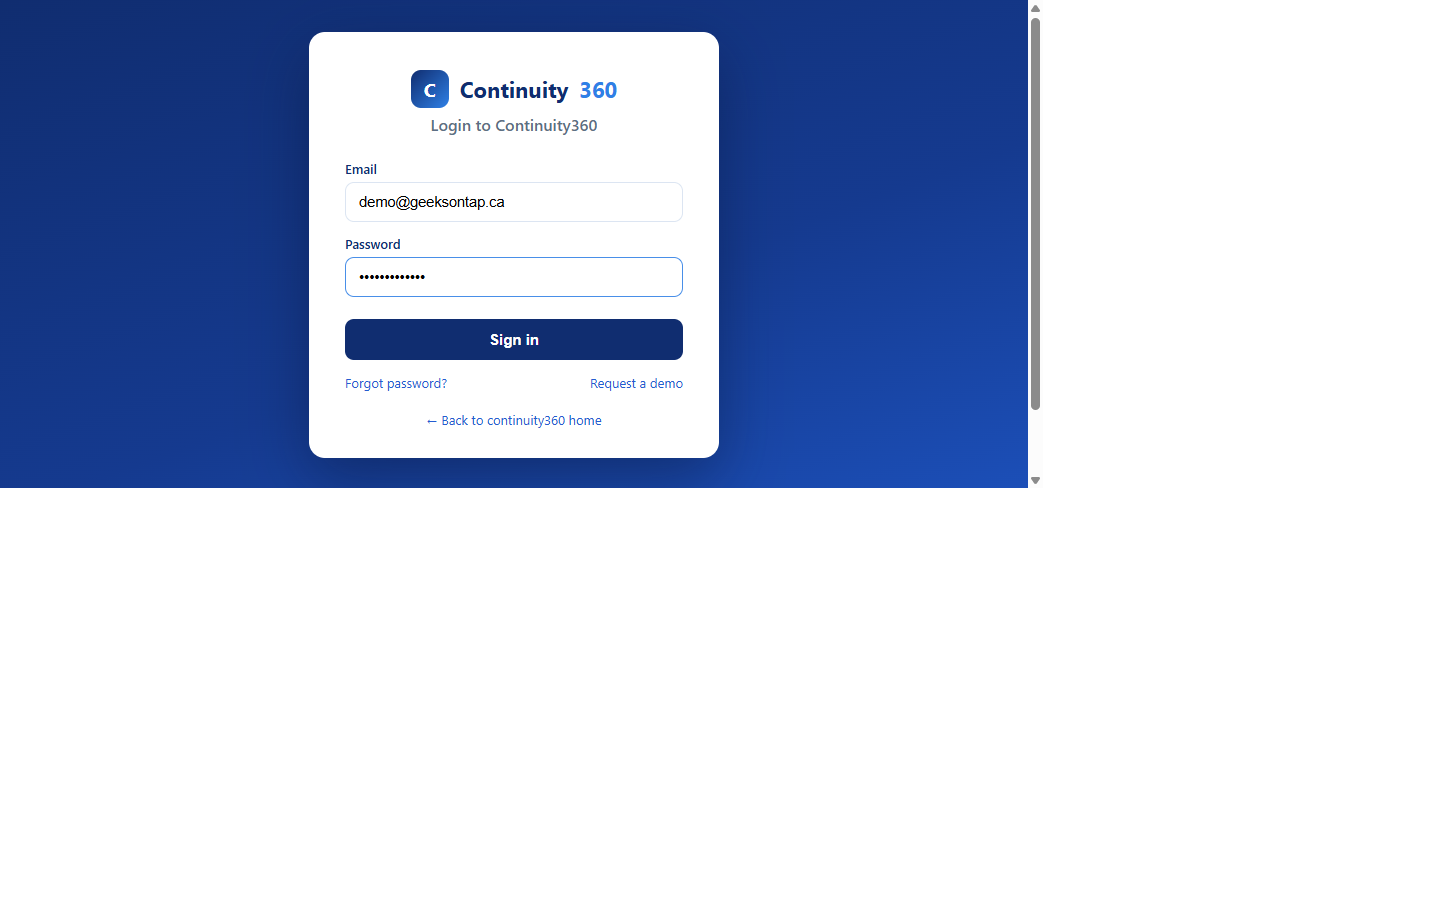 C Continuity 360
Login to Continuity360
Email
demo@geeksontap.ca
Password
•••••••••••••
Sign in
Forgot password? Request a demo
← Back to continuity360 home